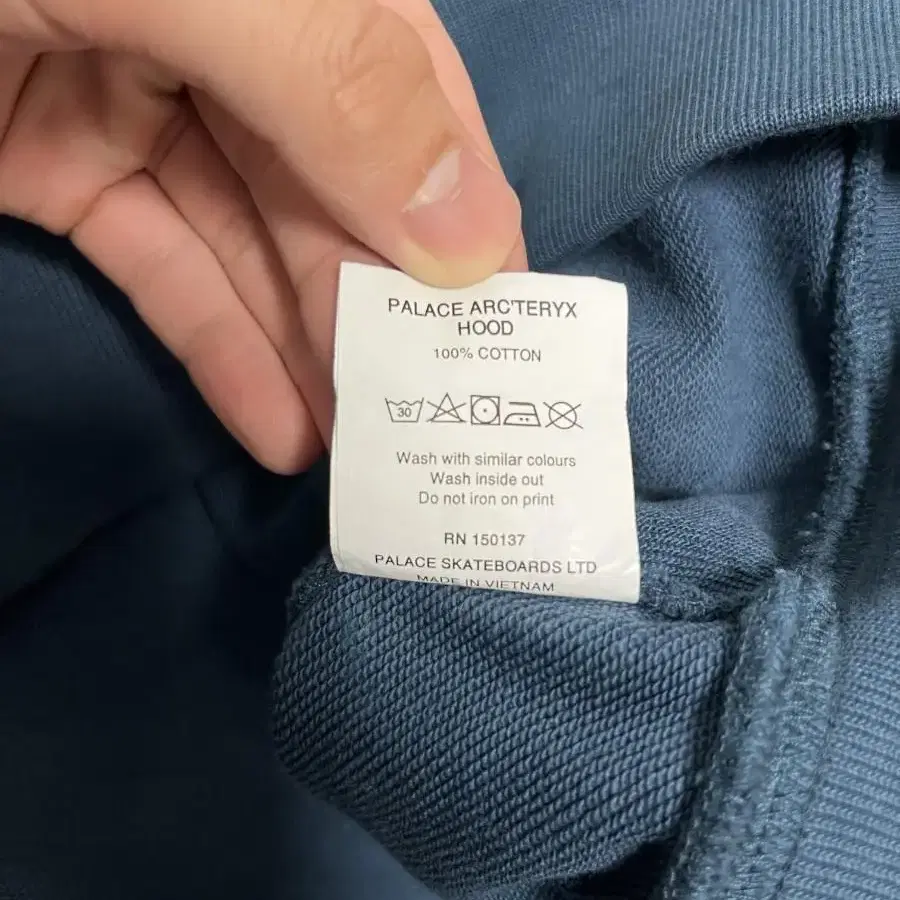 PALACE ARC'TERYX
HOOD
100% COTTON
30
Wash with similar colours
Wash inside out
Do not iron on print
RN 150137
PALACE SKATEBOARDS LTD
MADE IN VIETNAM